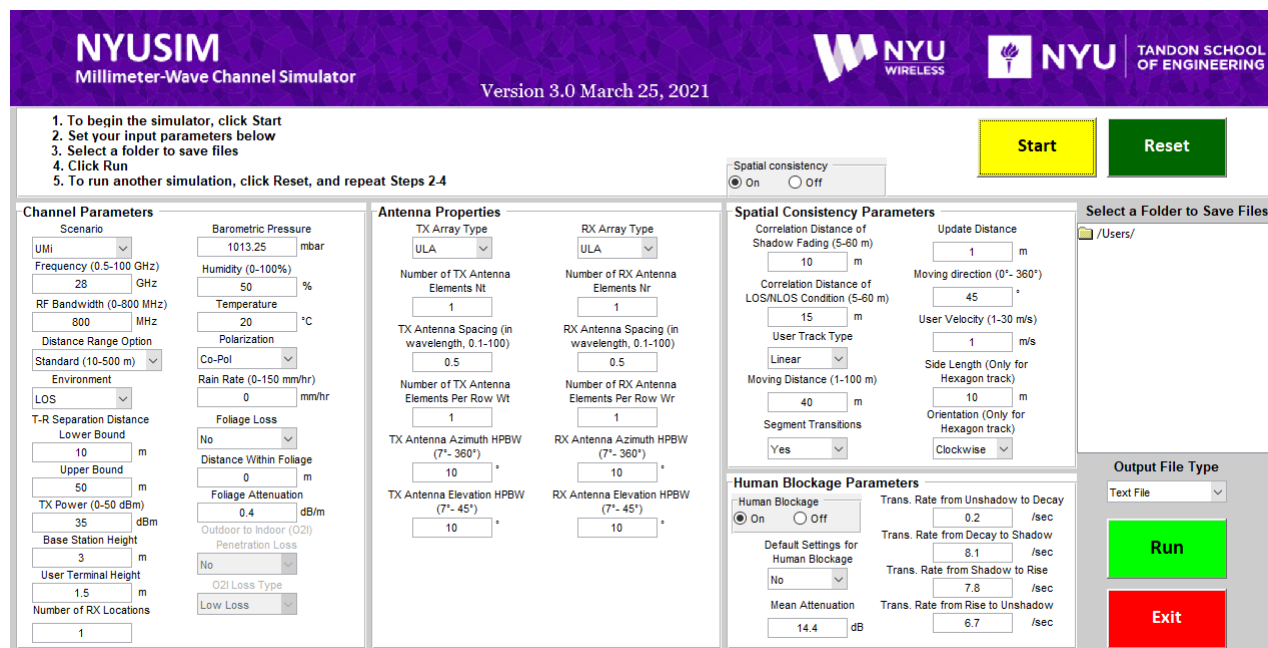 NYUSIM
Millimeter-Wave Channel Simulator
Version 3.0 March 25, 2021
NYU
WIRELESS
NYU
TANDON SCHOOL
OF ENGINEERING
1. To begin the simulator, click Start
2. Set your input parameters below
3. Select a folder to save files
4. Click Run
5. To run another simulation, click Reset, and repeat Steps 2-4
Spatial consistency
On Off
Start
Reset
Channel Parameters
Scenario
UMi
Frequency (0.5-100 GHz)
28 GHz
RF Bandwidth (0-800 MHz)
800 MHz
Distance Range Option
Standard (10-500 m)
Environment
LOS
T-R Separation Distance
Lower Bound
10 m
Upper Bound
50 m
TX Power (0-50 dBm)
35 dBm
Base Station Height
3 m
User Terminal Height
1.5 m
Number of RX Locations
1
Barometric Pressure
1013.25 mbar
Humidity (0-100%)
50 %
Temperature
20 °C
Polarization
Co-Pol
Rain Rate (0-150 mm/hr)
0 mm/hr
Foliage Loss
No
Distance Within Foliage
0 m
Foliage Attenuation
0.4 dB/m
Outdoor to Indoor (O2I)
Penetration Loss
No
O2I Loss Type
Low Loss
Antenna Properties
TX Array Type
ULA
Number of TX Antenna
Elements Nt
1
TX Antenna Spacing (in
wavelength, 0.1-100)
0.5
Number of TX Antenna
Elements Per Row Wt
1
TX Antenna Azimuth HPBW
(7°- 360°)
10 °
TX Antenna Elevation HPBW
(7°- 45°)
10 °
RX Array Type
ULA
Number of RX Antenna
Elements Nr
1
RX Antenna Spacing (in
wavelength, 0.1-100)
0.5
Number of RX Antenna
Elements Per Row Wr
1
RX Antenna Azimuth HPBW
(7°- 360°)
10 °
RX Antenna Elevation HPBW
(7°- 45°)
10 °
Spatial Consistency Parameters
Correlation Distance of
Shadow Fading (5-60 m)
10 m
Correlation Distance of
LOS/NLOS Condition (5-60 m)
15 m
User Track Type
Linear
Moving Distance (1-100 m)
40 m
Segment Transitions
Yes
Update Distance
1 m
Moving direction (0°- 360°)
45 °
User Velocity (1-30 m/s)
1 m/s
Side Length (Only for
Hexagon track)
10 m
Orientation (Only for
Hexagon track)
Clockwise
Human Blockage Parameters
Human Blockage
On Off
Default Settings for
Human Blockage
No
Mean Attenuation
14.4 dB
Trans. Rate from Unshadow to Decay
0.2 /sec
Trans. Rate from Decay to Shadow
8.1 /sec
Trans. Rate from Shadow to Rise
7.8 /sec
Trans. Rate from Rise to Unshadow
6.7 /sec
Select a Folder to Save Files
/Users/
Output File Type
Text File
Run
Exit